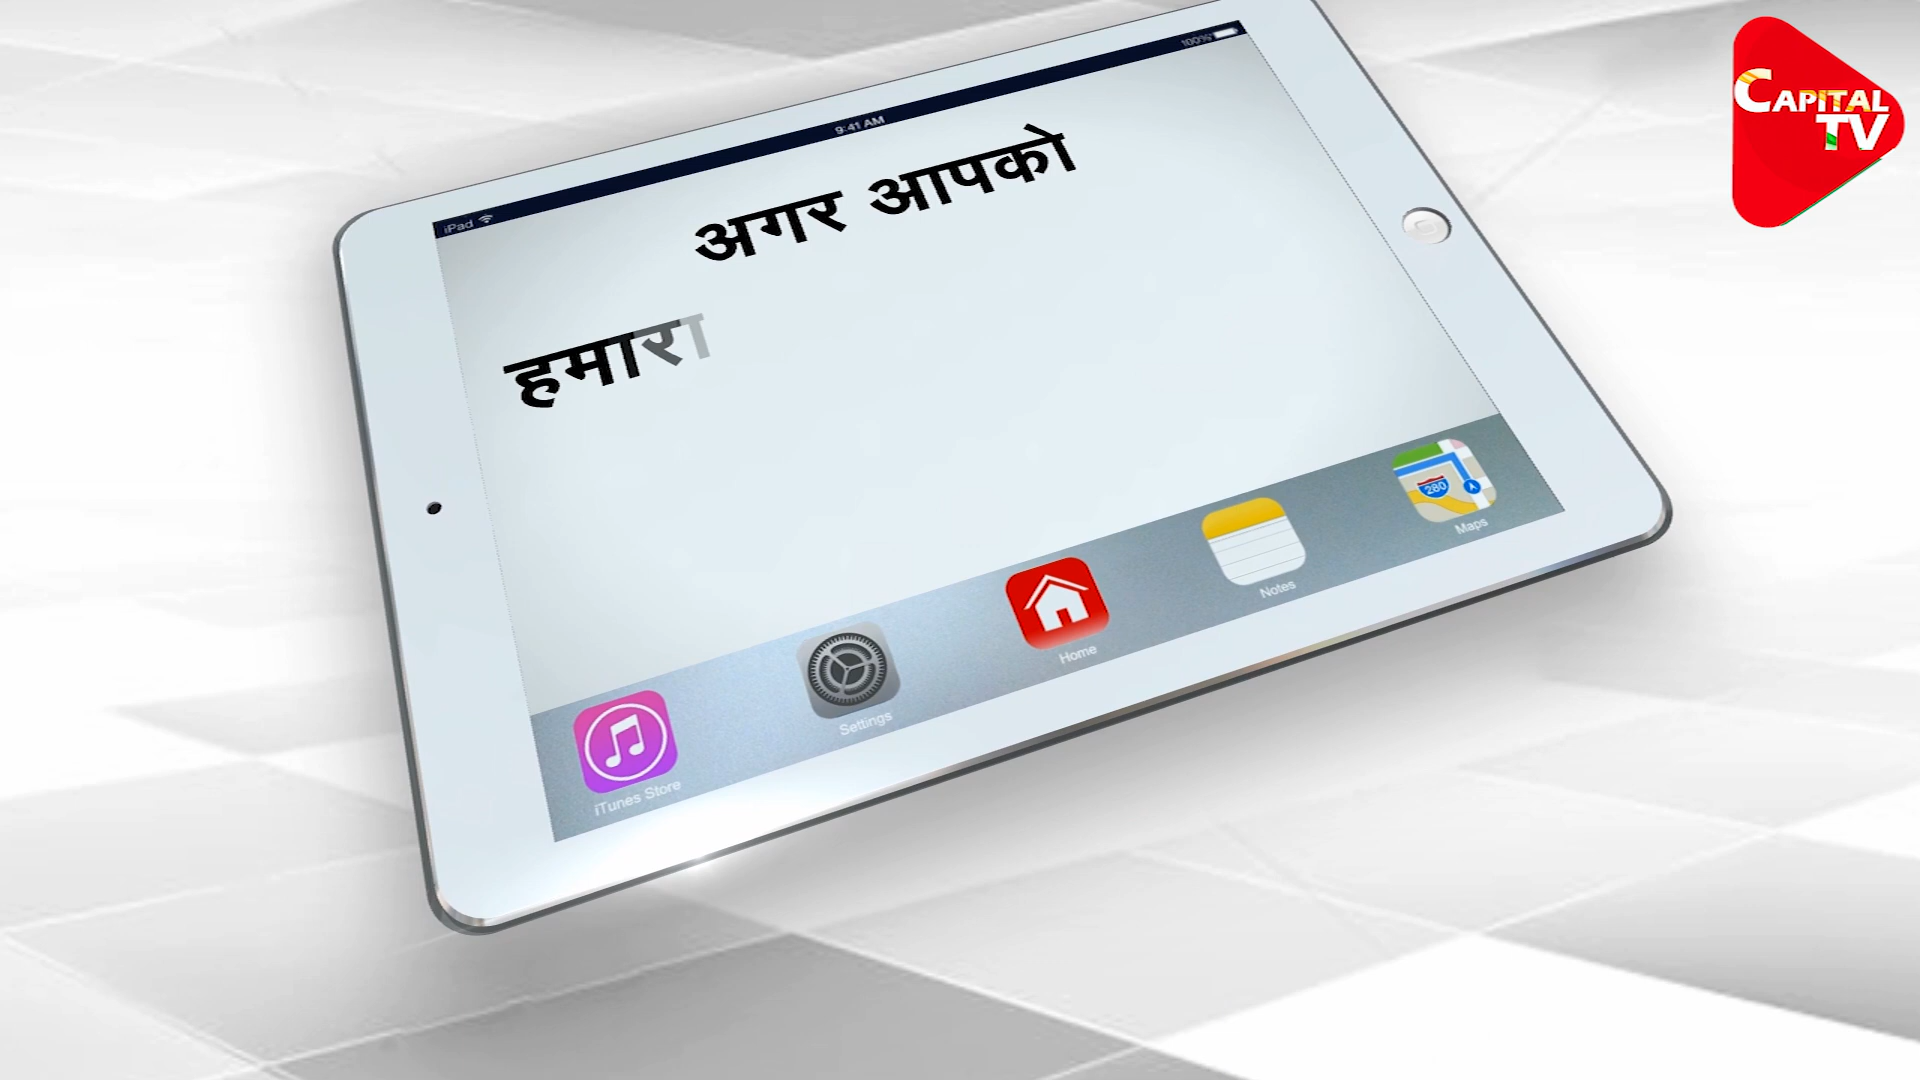 CAPITAL
TV
iPad
9:41 AM
100%
अगर आपको
हमारा
280
iTunes Store
Settings
Home
Notes
Maps